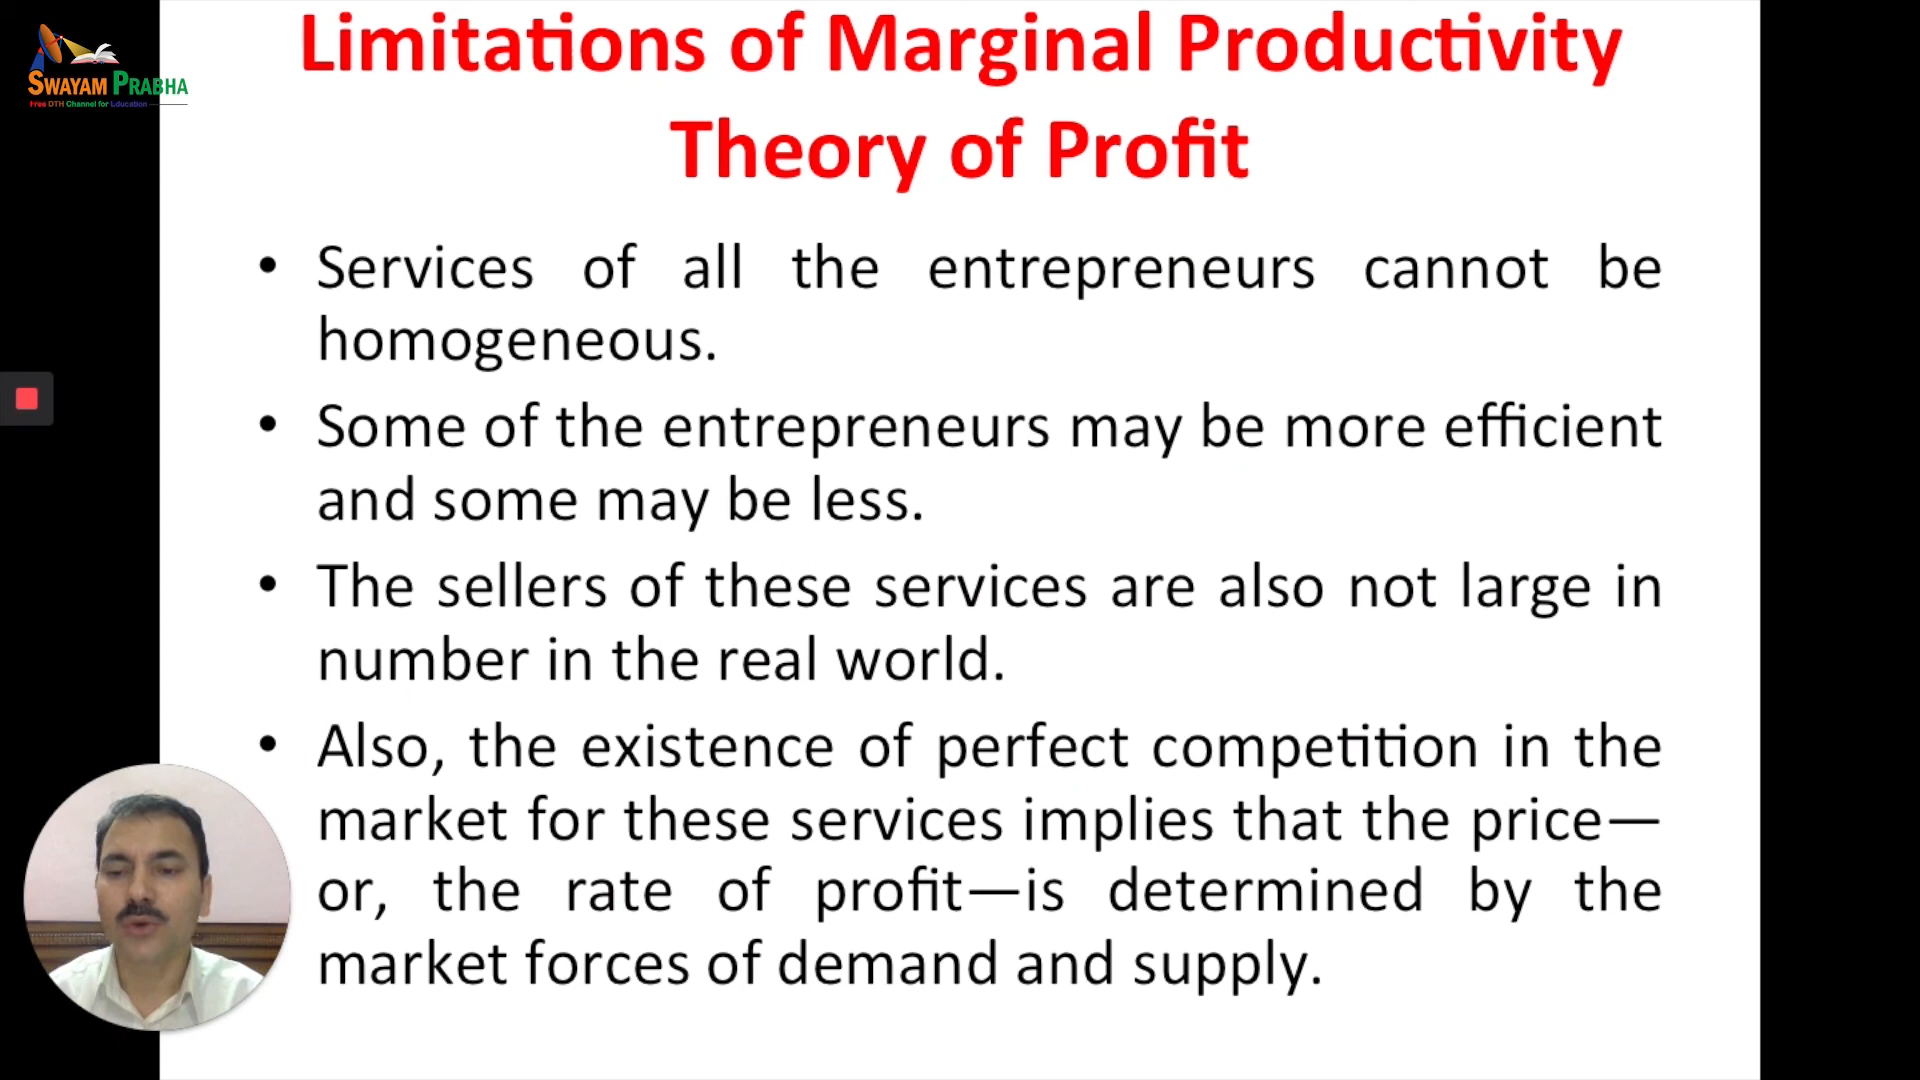 SWAYAM PRABHA
Free DTH Channel for Education
Limitations of Marginal Productivity
Theory of Profit
• Services of all the entrepreneurs cannot be
homogeneous.
• Some of the entrepreneurs may be more efficient
and some may be less.
• The sellers of these services are also not large in
number in the real world.
• Also, the existence of perfect competition in the
market for these services implies that the price—
or, the rate of profit—is determined by the
market forces of demand and supply.